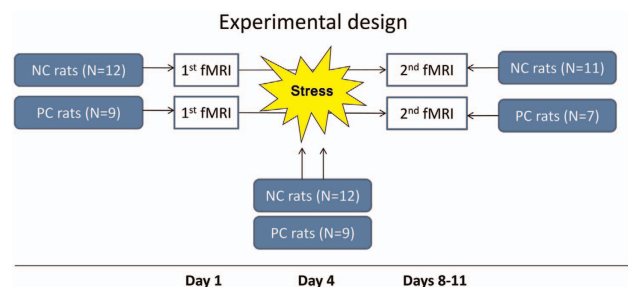 Experimental design
NC rats (N=12)
1st fMRI
2nd fMRI
NC rats (N=11)
Stress
PC rats (N=9)
1st fMRI
2nd fMRI
PC rats (N=7)
NC rats (N=12)
PC rats (N=9)
Day 1
Day 4
Days 8-11